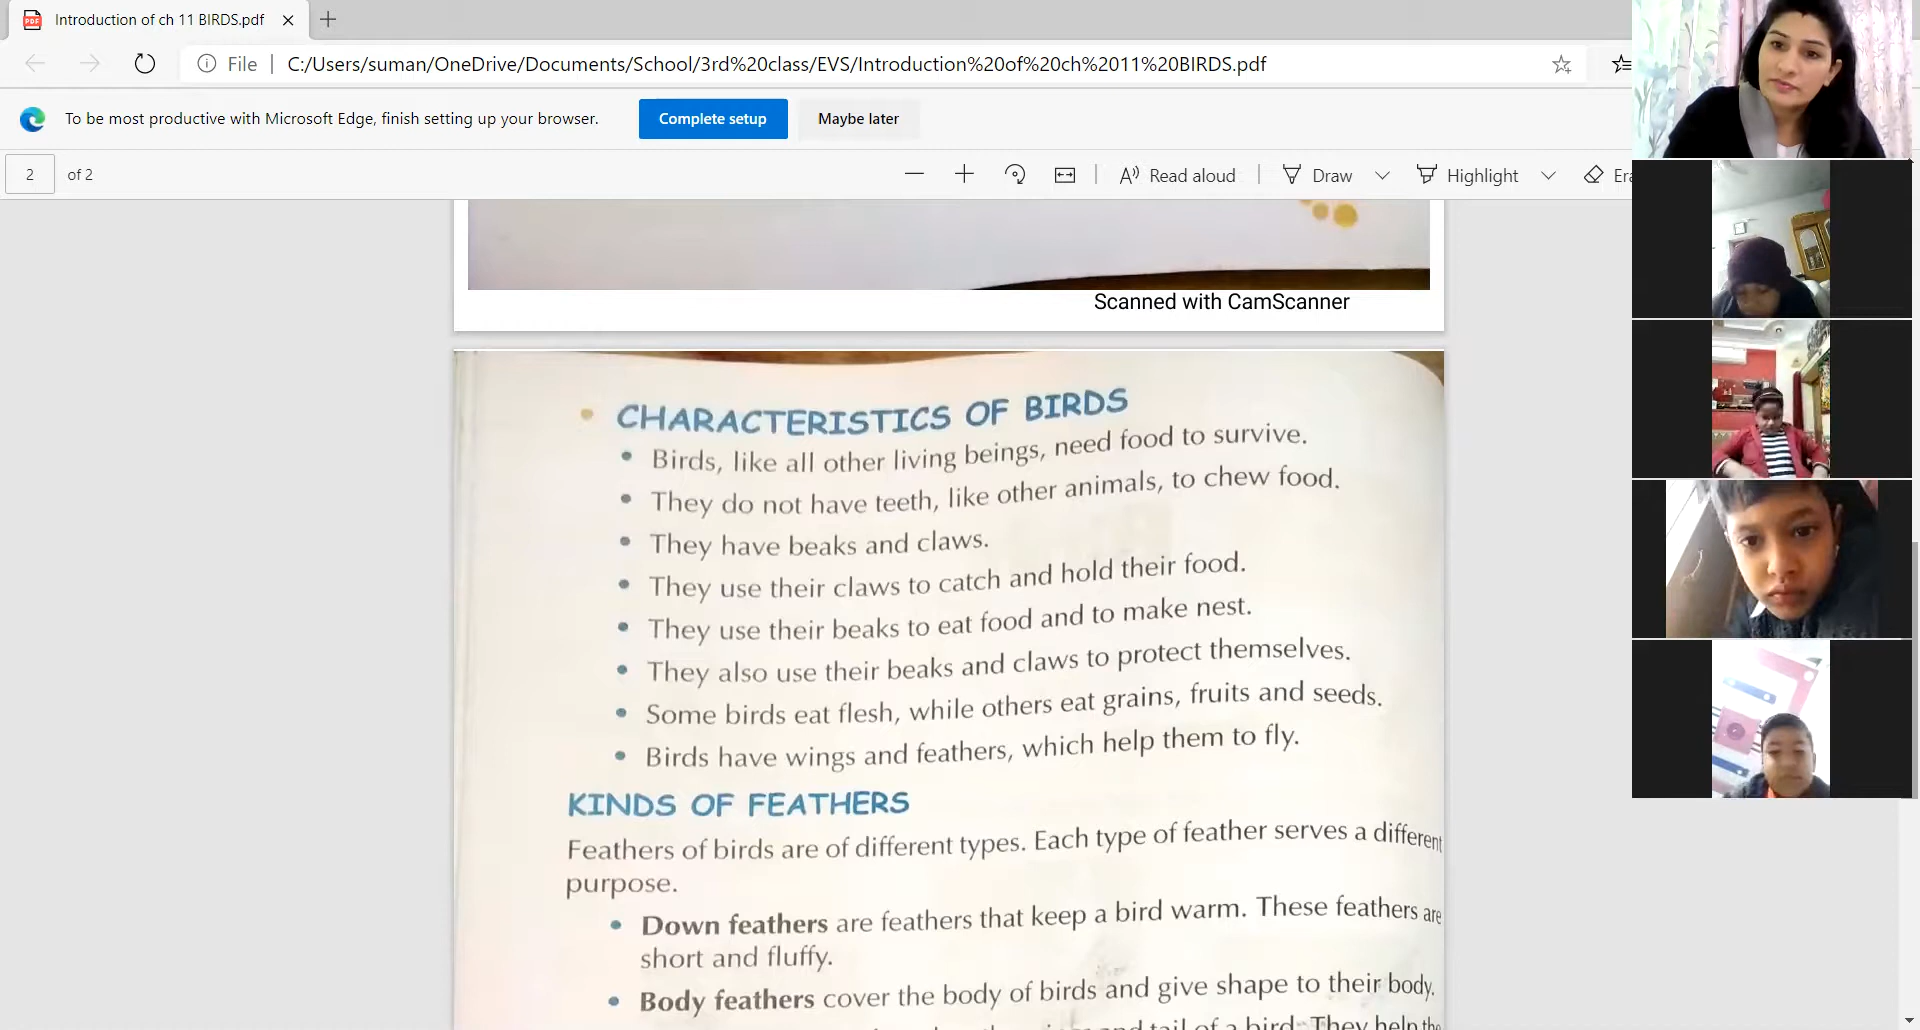 Introduction of ch 11 BIRDS.pdf
File
C:/Users/suman/OneDrive/Documents/School/3rd%20class/EVS/Introduction%20of%20ch%2011%20BIRDS.pdf
To be most productive with Microsoft Edge, finish setting up your browser.
Complete setup
Maybe later
2 of 2
Read aloud
Draw
Highlight
Era
Scanned with CamScanner
CHARACTERISTICS OF BIRDS
• Birds, like all other living beings, need food to survive.
• They do not have teeth, like other animals, to chew food.
• They have beaks and claws.
• They use their claws to catch and hold their food.
• They use their beaks to eat food and to make nest.
• They also use their beaks and claws to protect themselves.
• Some birds eat flesh, while others eat grains, fruits and seeds.
• Birds have wings and feathers, which help them to fly.
KINDS OF FEATHERS
Feathers of birds are of different types. Each type of feather serves a different
purpose.
• Down feathers are feathers that keep a bird warm. These feathers are
short and fluffy.
• Body feathers cover the body of birds and give shape to their body.
and tail of a bird. They help the